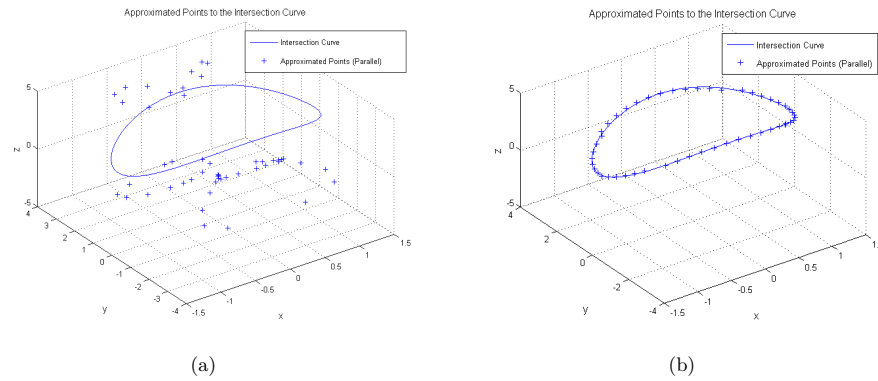 Approximated Points to the Intersection Curve
Intersection Curve
+ Approximated Points (Parallel)
5
0
-5
z
4
3
2
1
0
-1
-2
-3
-4
y
-1.5
-1
-0.5
0
0.5
1
1.5
x
(a)
Approximated Points to the Intersection Curve
Intersection Curve
+ Approximated Points (Parallel)
5
0
-5
z
4
2
0
-2
-4
y
-1.5
-1
-0.5
0
0.5
1
1.
x
(b)